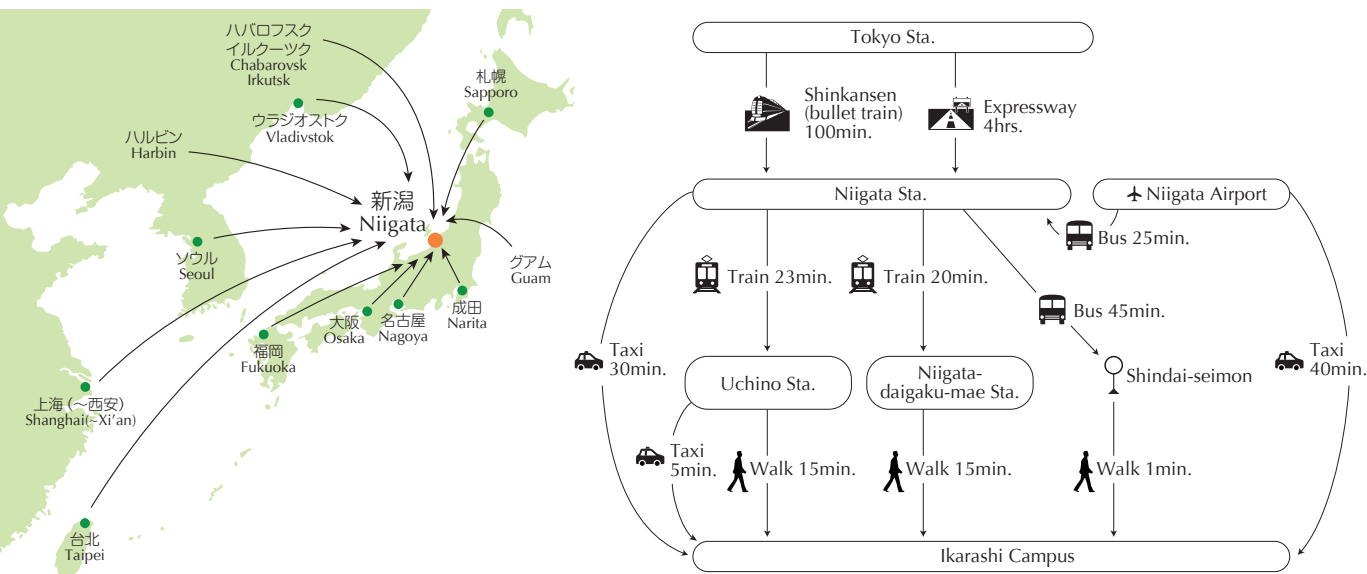 ハバロフスク
イルクーツク
Chabarovsk
Irkutsk
札幌
Sapporo
ウラジオストク
Vladivstok
ハルビン
Harbin
新潟
Niigata
ソウル
Seoul
グアム
Guam
成田
Narita
名古屋
Nagoya
大阪
Osaka
福岡
Fukuoka
上海(〜西安)
Shanghai(~Xi'an)
台北
Taipei
Tokyo Sta.
Shinkansen
(bullet train)
100min.
Expressway
4hrs.
Niigata Sta.
Niigata Airport
Bus 25min.
Train 23min.
Train 20min.
Bus 45min.
Taxi
30min.
Taxi
40min.
Uchino Sta.
Niigata-
daigaku-mae Sta.
Shindai-seimon
Taxi
5min.
Walk 15min.
Walk 15min.
Walk 1min.
Ikarashi Campus